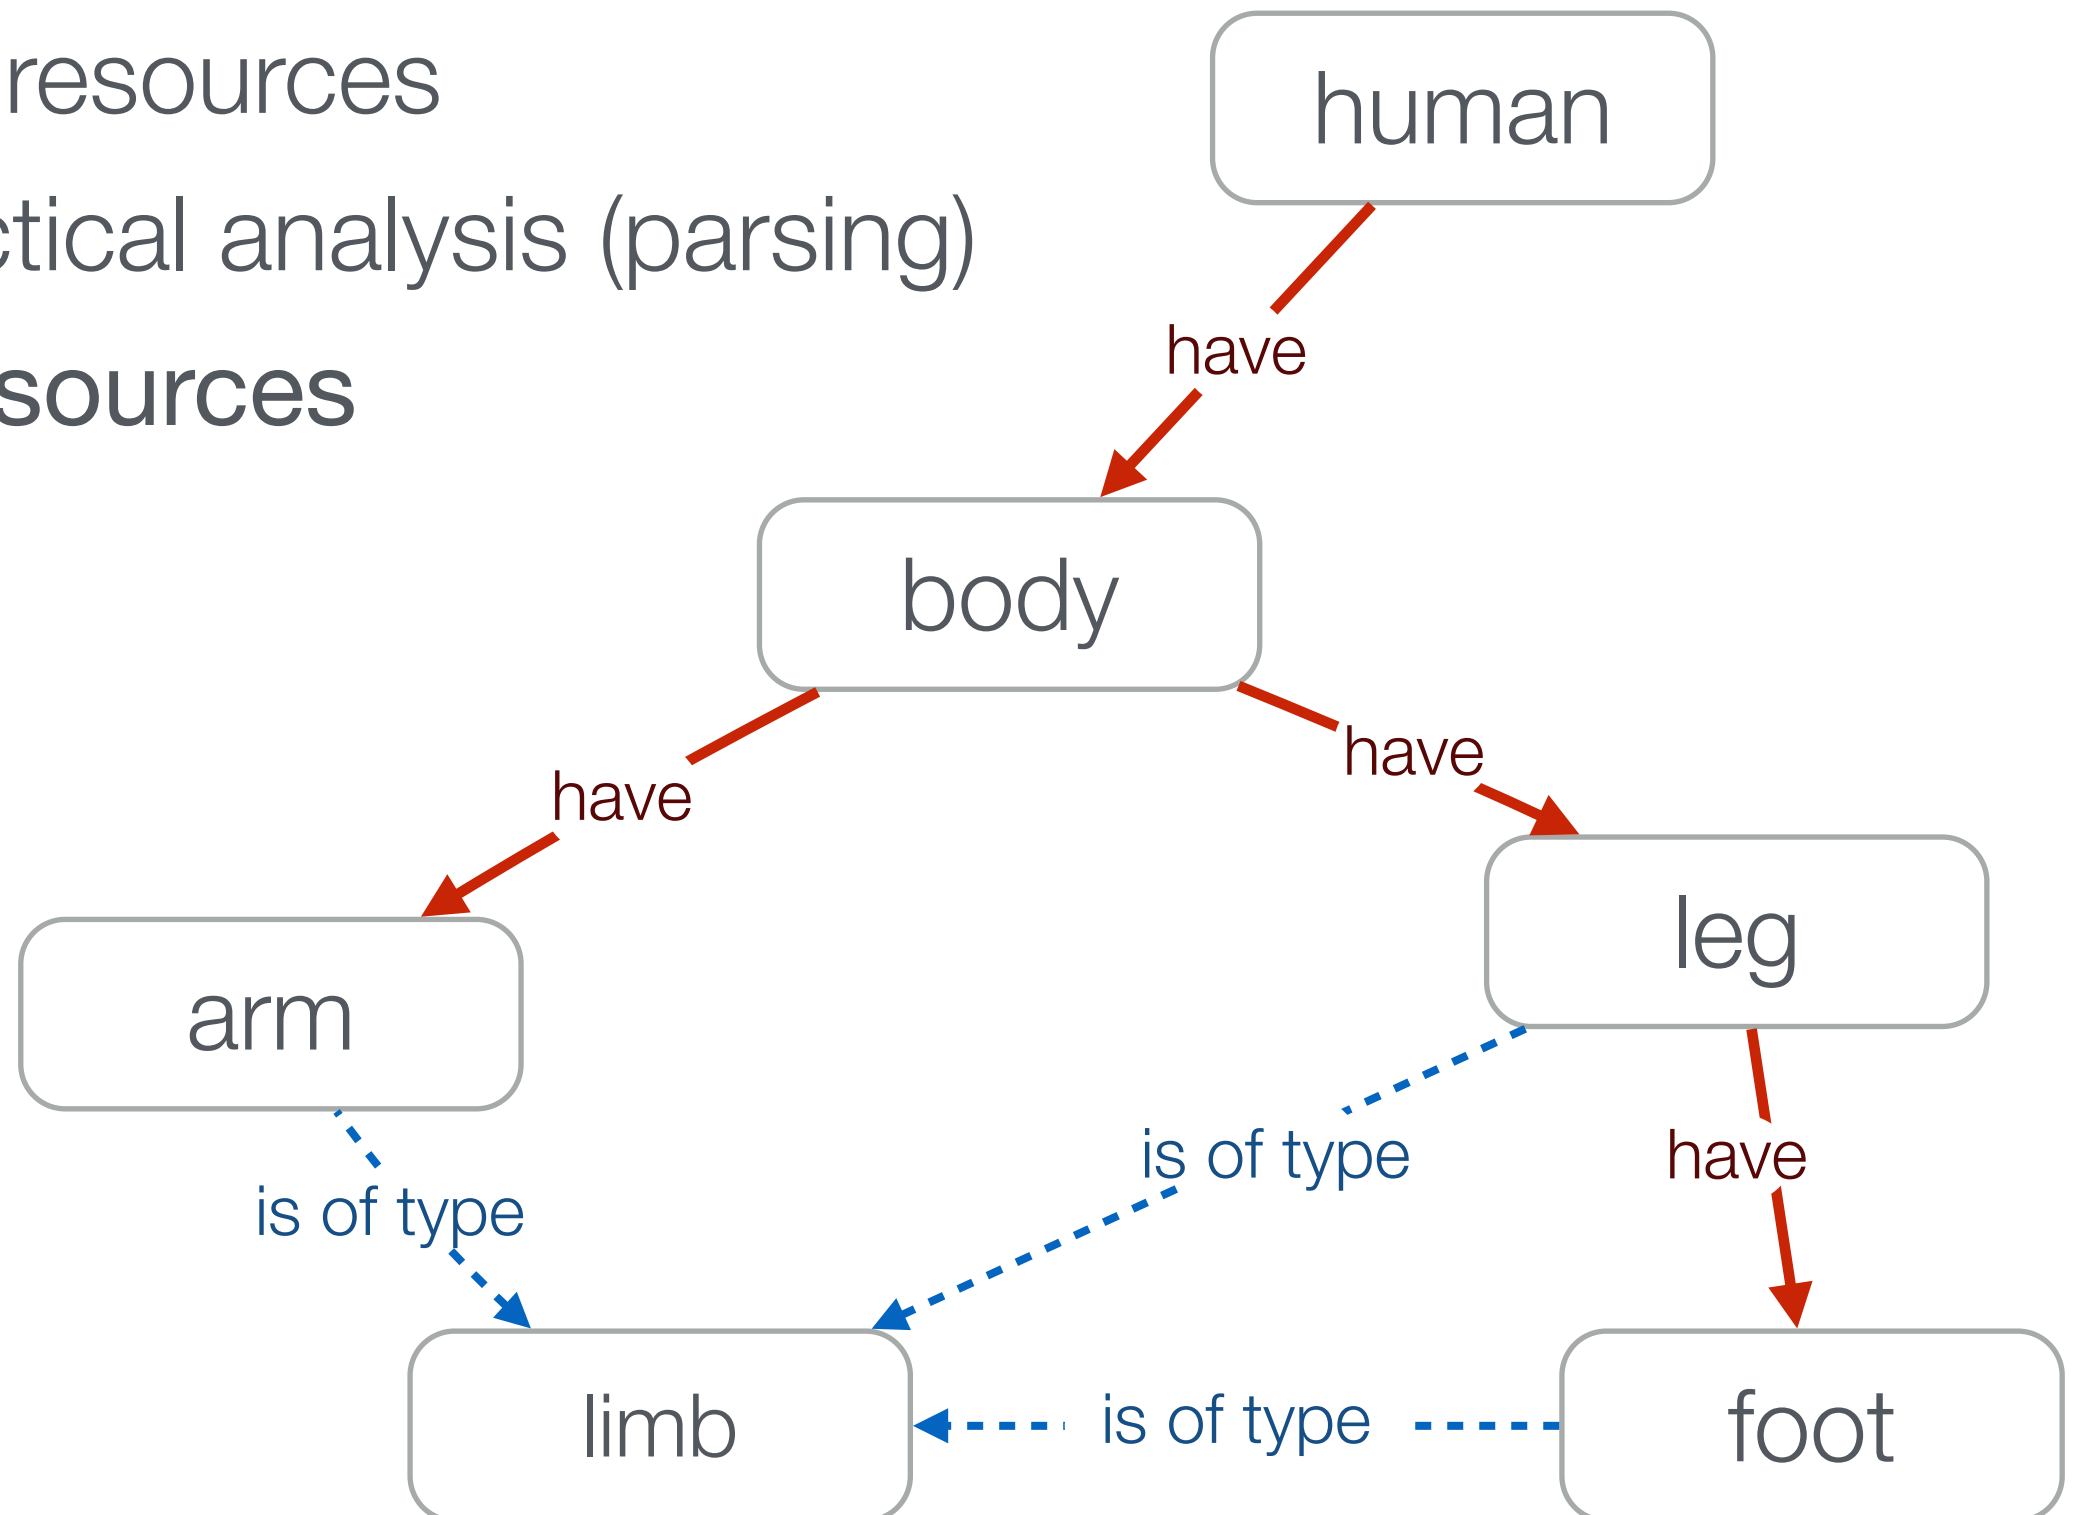 resources
ctical analysis (parsing)
sources
human
have
body
have
have
arm
leg
is of type
is of type
have
limb
is of type
foot